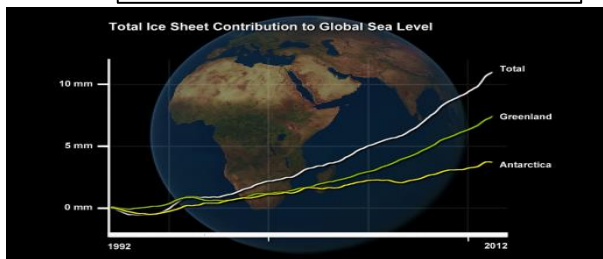 Total Ice Sheet Contribution to Global Sea Level
Total
10 mm
Greenland
5 mm
Antarctica
0 mm
1992
2012